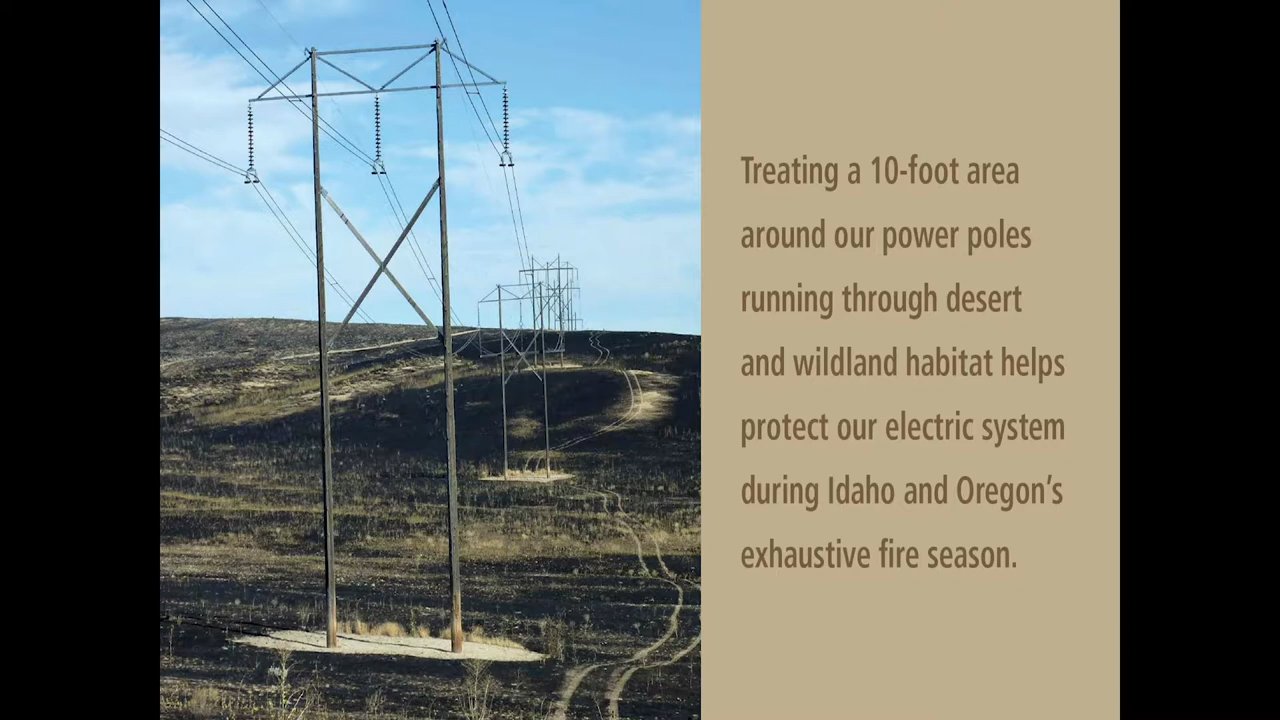 Treating a 10-foot area
around our power poles
running through desert
and wildland habitat helps
protect our electric system
during Idaho and Oregon's
exhaustive fire season.